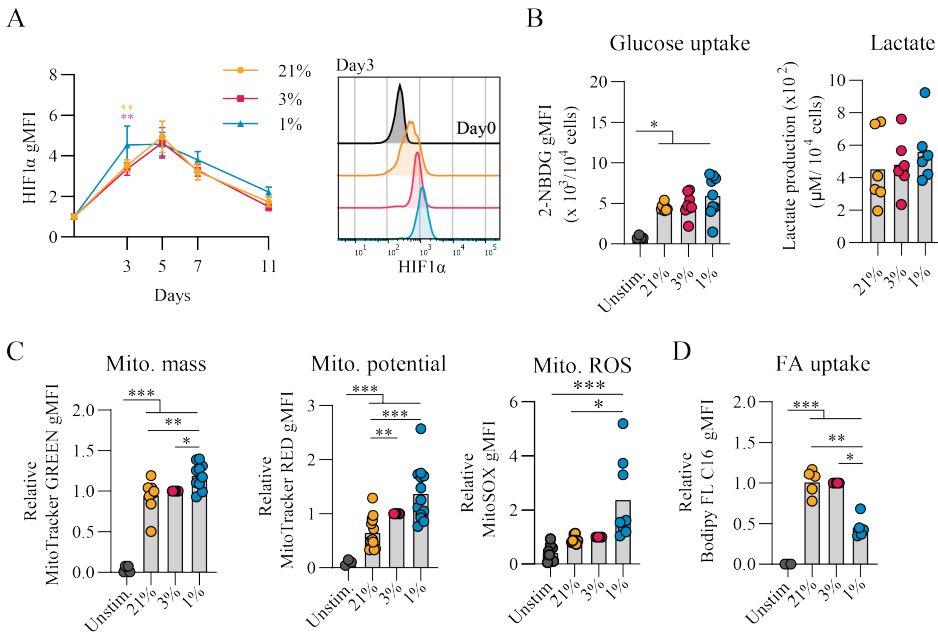 A
HIF1α gMFI
8
6
4
2
0
3
5
7
11
Days
21%
3%
1%
**
**
Day3
Day0
10¹
10²
10³
10⁴
10⁵
HIF1α
B
Glucose uptake
2-NBDG gMFI
(x 10³/10⁴ cells)
20
15
10
5
0
*
Unstim.
21%
3%
1%
Lactate
Lactate production (x10²)
(µM/ 10⁴ cells)
10
8
6
4
2
0
21%
3%
1%
C
Mito. mass
Relative
MitoTracker GREEN gMFI
2.0
1.5
1.0
0.5
0.0
***
**
*
Unstim.
21%
3%
1%
Mito. potential
Relative
MitoTracker RED gMFI
3
2
1
0
***
***
**
Unstim.
21%
3%
1%
Mito. ROS
Relative
MitoSOX gMFI
6
4
2
0
***
*
Unstim.
21%
3%
1%
D
FA uptake
Relative
Bodipy FL C16 gMFI
2.0
1.5
1.0
0.5
0.0
***
**
*
Unstim.
21%
3%
1%